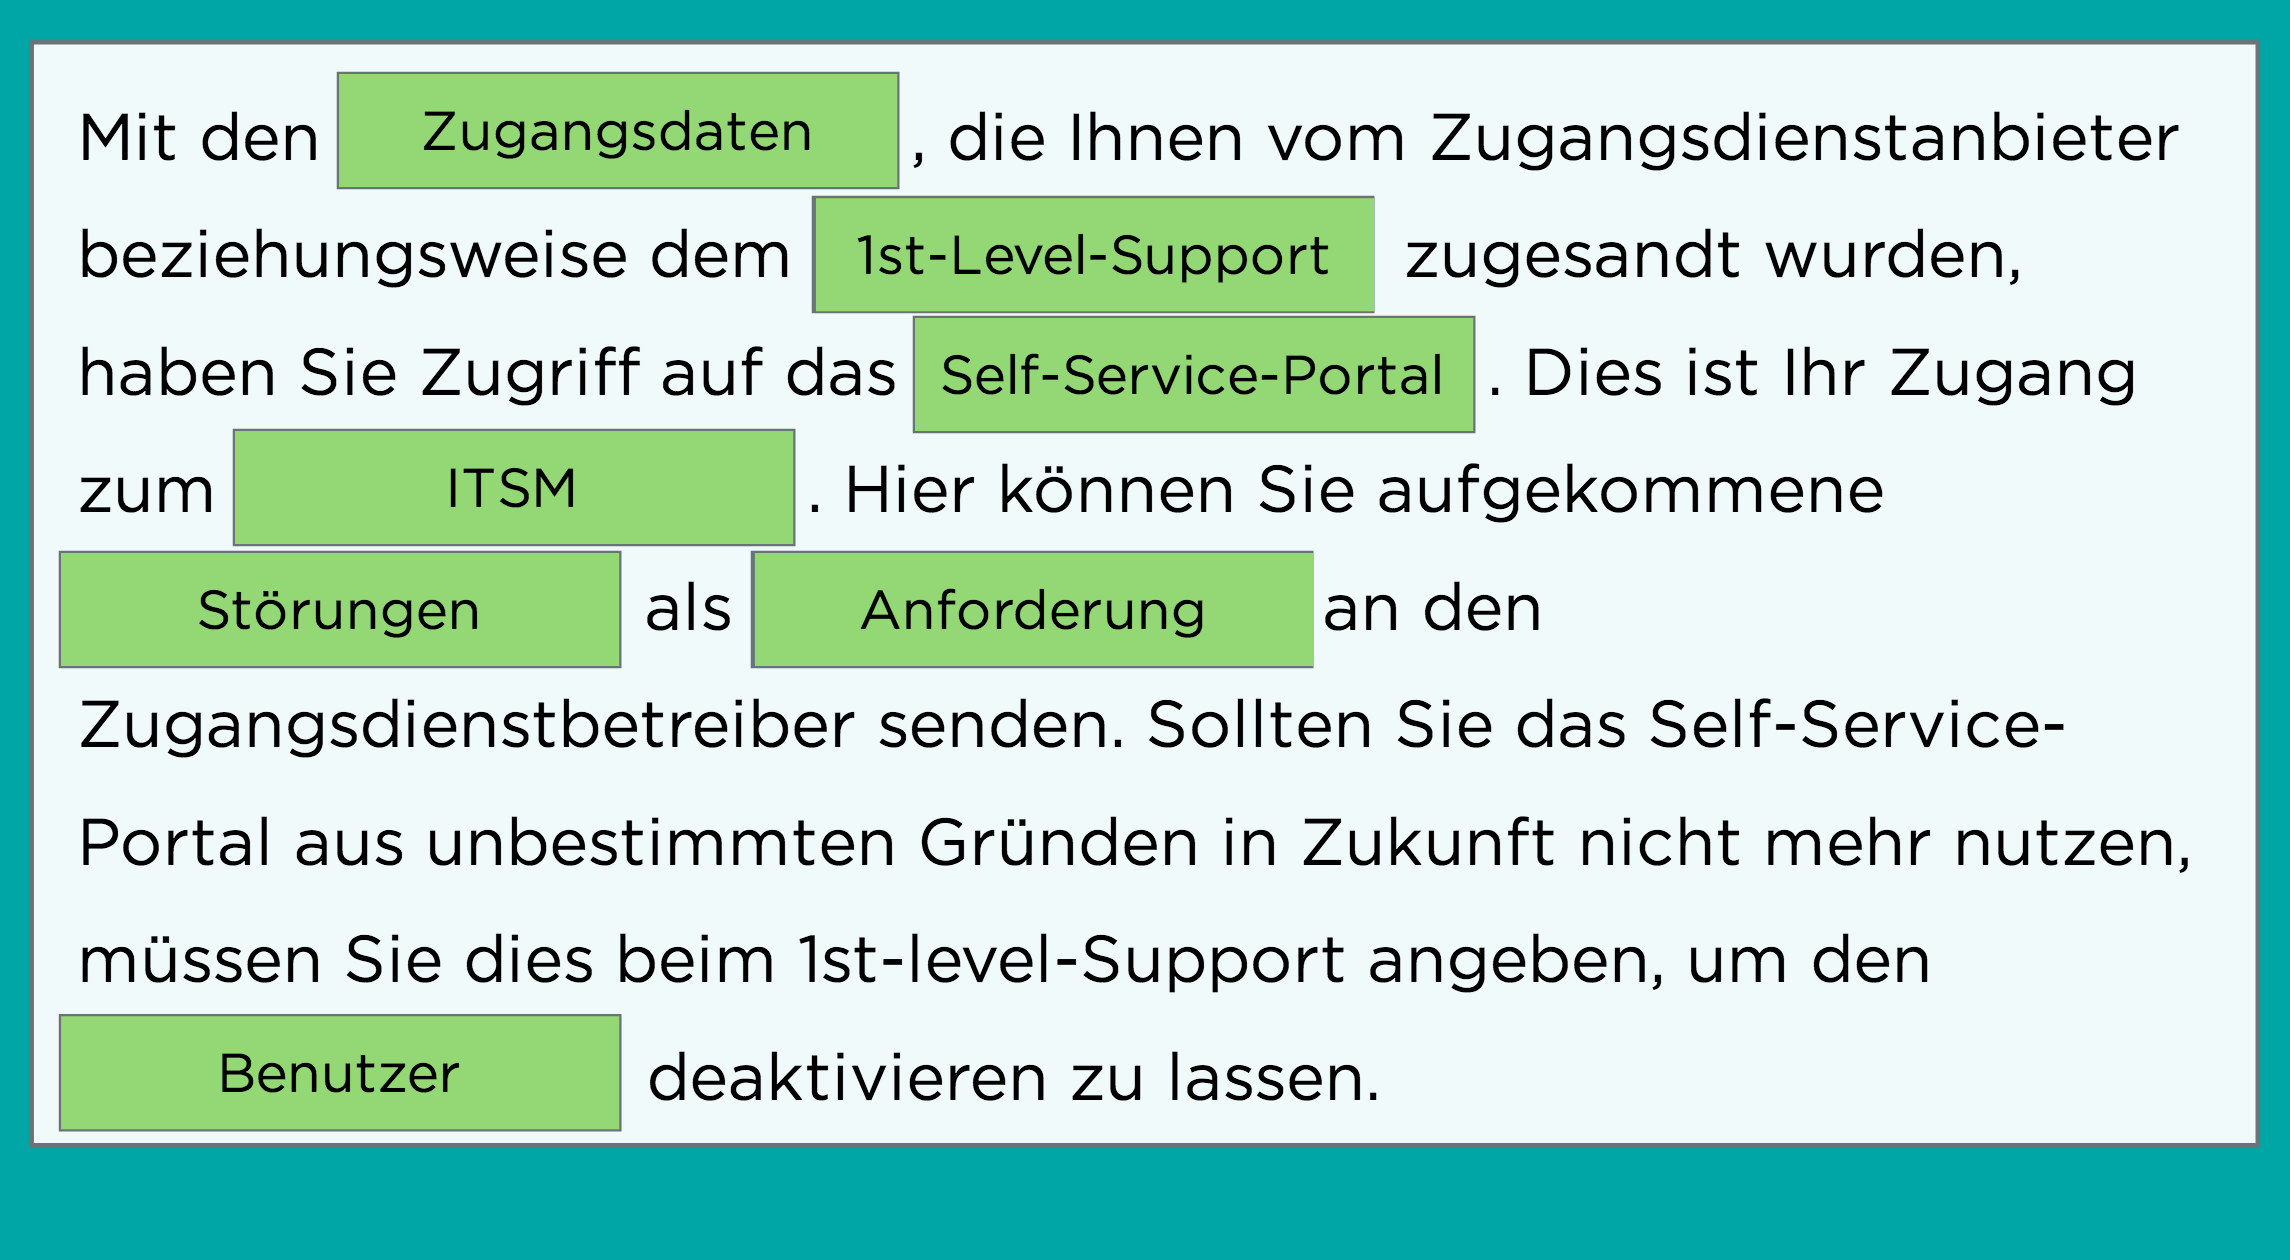 Mit den Zugangsdaten, die Ihnen vom Zugangsdienstanbieter
beziehungsweise dem 1st-Level-Support zugesandt wurden,
haben Sie Zugriff auf das Self-Service-Portal. Dies ist Ihr Zugang
zum ITSM. Hier können Sie aufgekommene
Störungen als Anforderung an den
Zugangsdienstbetreiber senden. Sollten Sie das Self-Service-
Portal aus unbestimmten Gründen in Zukunft nicht mehr nutzen,
müssen Sie dies beim 1st-level-Support angeben, um den
Benutzer deaktivieren zu lassen.